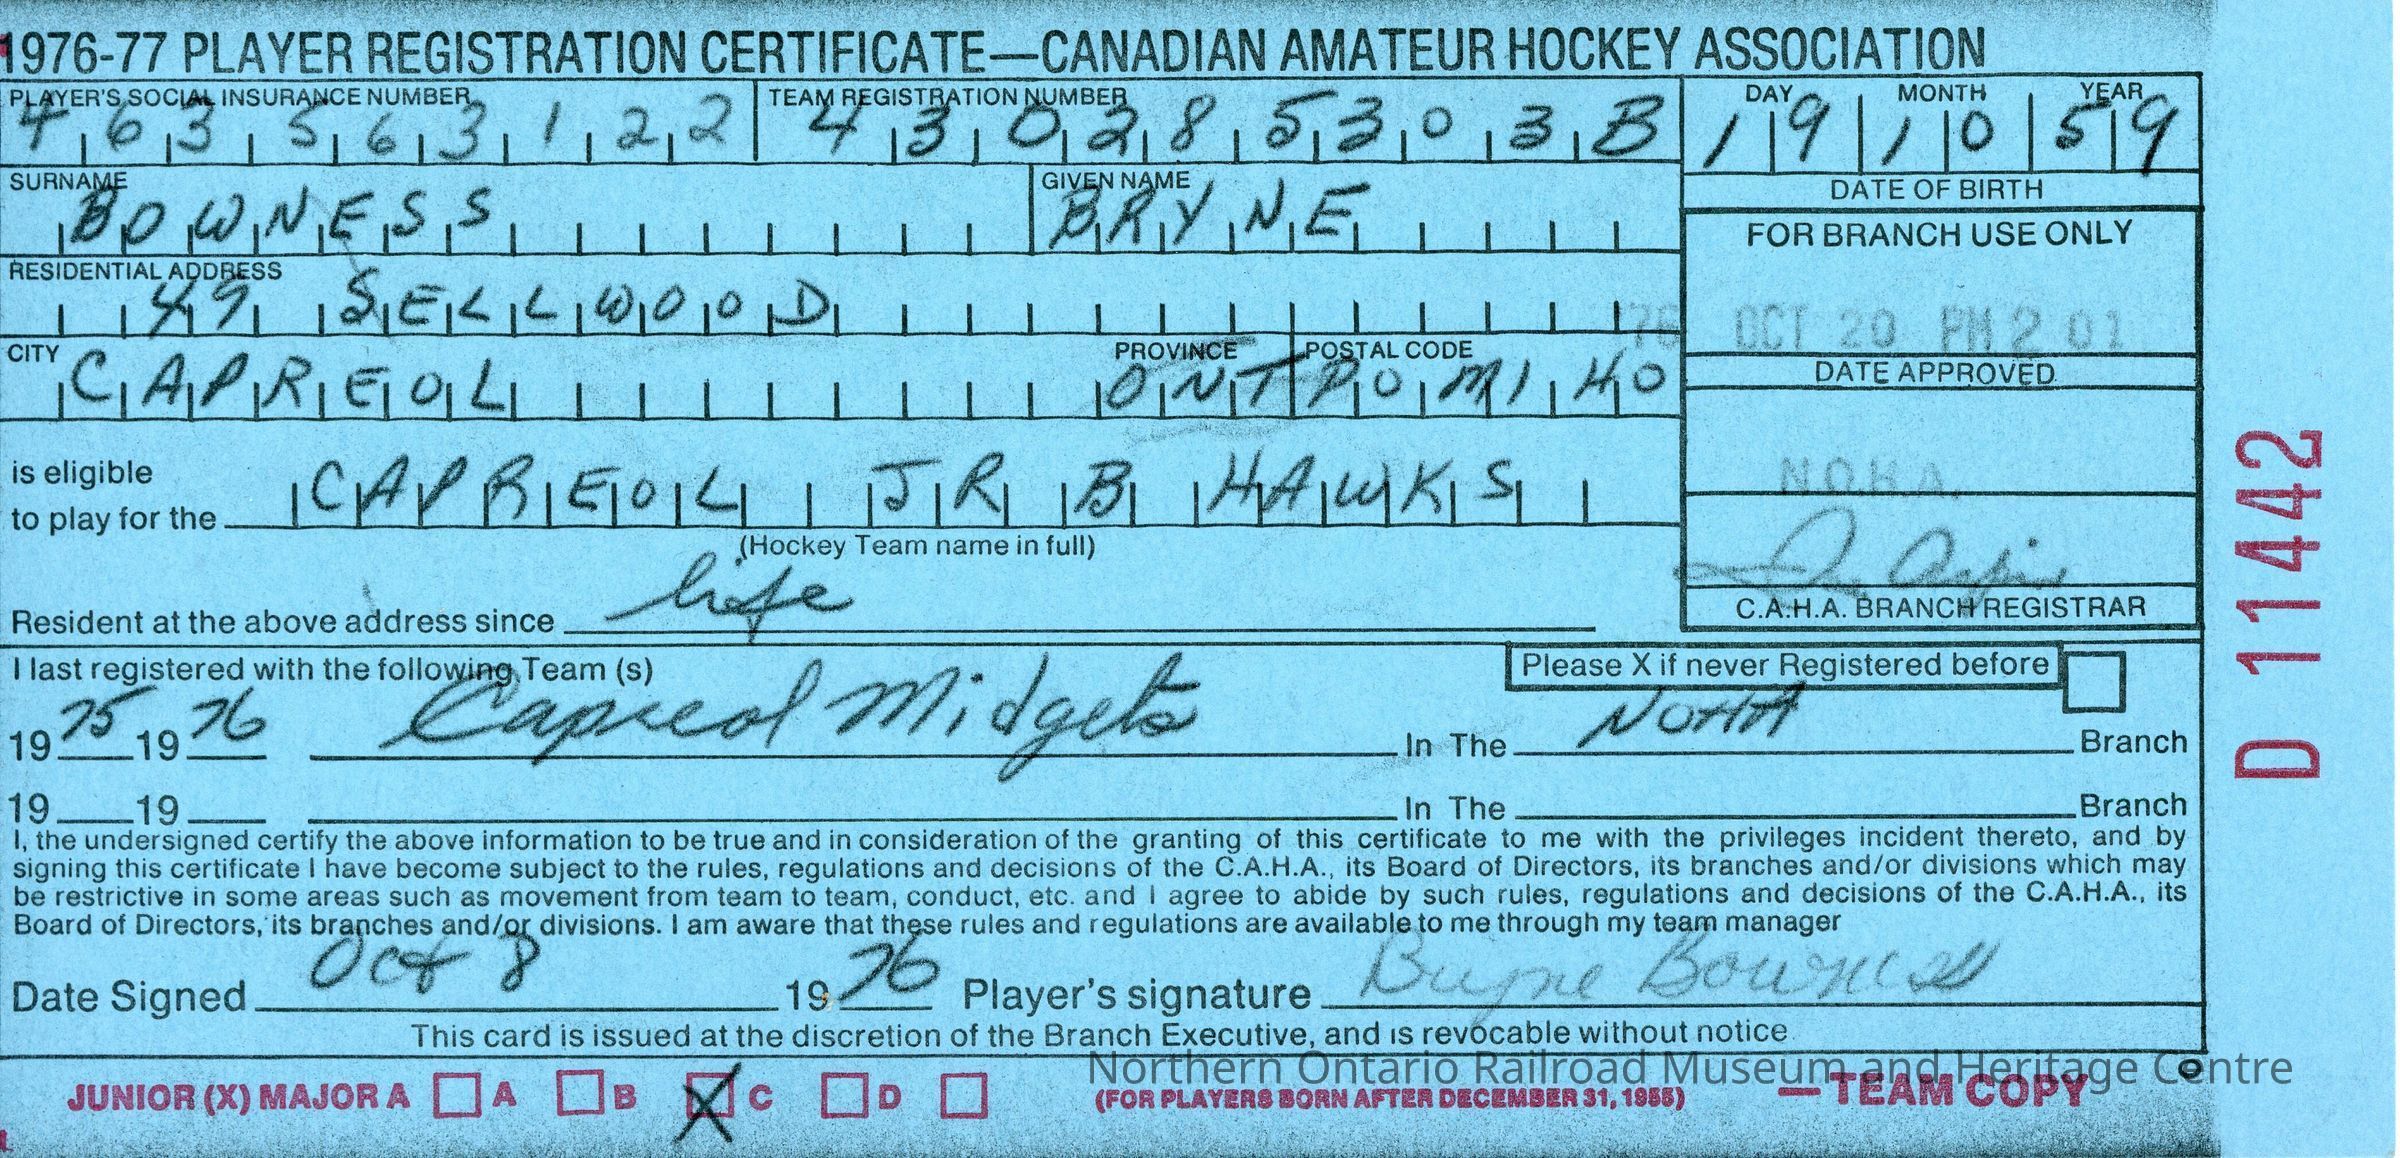 1976-77 PLAYER REGISTRATION CERTIFICATE—CANADIAN AMATEUR HOCKEY ASSOCIATION
PLAYER'S SOCIAL INSURANCE NUMBER TEAM REGISTRATION NUMBER DAY MONTH YEAR
463 563 122 43028 5303B 19 10 59
DATE OF BIRTH
SURNAME GIVEN NAME
BOWNESS BRYNE
FOR BRANCH USE ONLY
RESIDENTIAL ADDRESS
49 SELLWOOD
'76 OCT 20 PM 2 01
DATE APPROVED
CITY PROVINCE POSTAL CODE
CAPREOL ONT POM 1HO
N.O.H.A.
C.A.H.A. BRANCH REGISTRAR
is eligible
to play for the CAPREOL JR B HAWKS
(Hockey Team name in full)
Resident at the above address since life
I last registered with the following Team (s) Please X if never Registered before
1975 1976 Capreol Midgets In The NOHA Branch
19 19 In The Branch
I, the undersigned certify the above information to be true and in consideration of the granting of this certificate to me with the privileges incident thereto, and by
signing this certificate I have become subject to the rules, regulations and decisions of the C.A.H.A., its Board of Directors, its branches and/or divisions which may
be restrictive in some areas such as movement from team to team, conduct, etc. and I agree to abide by such rules, regulations and decisions of the C.A.H.A., its
Board of Directors, its branches and/or divisions. I am aware that these rules and regulations are available to me through my team manager
Date Signed Oct 8 1976 Player's signature Bryne Bowness
This card is issued at the discretion of the Branch Executive, and is revocable without notice.
JUNIOR (X) MAJOR A A B X C D (FOR PLAYERS BORN AFTER DECEMBER 31, 1955) — TEAM COPY
D 11442
Northern Ontario Railroad Museum and Heritage Centre